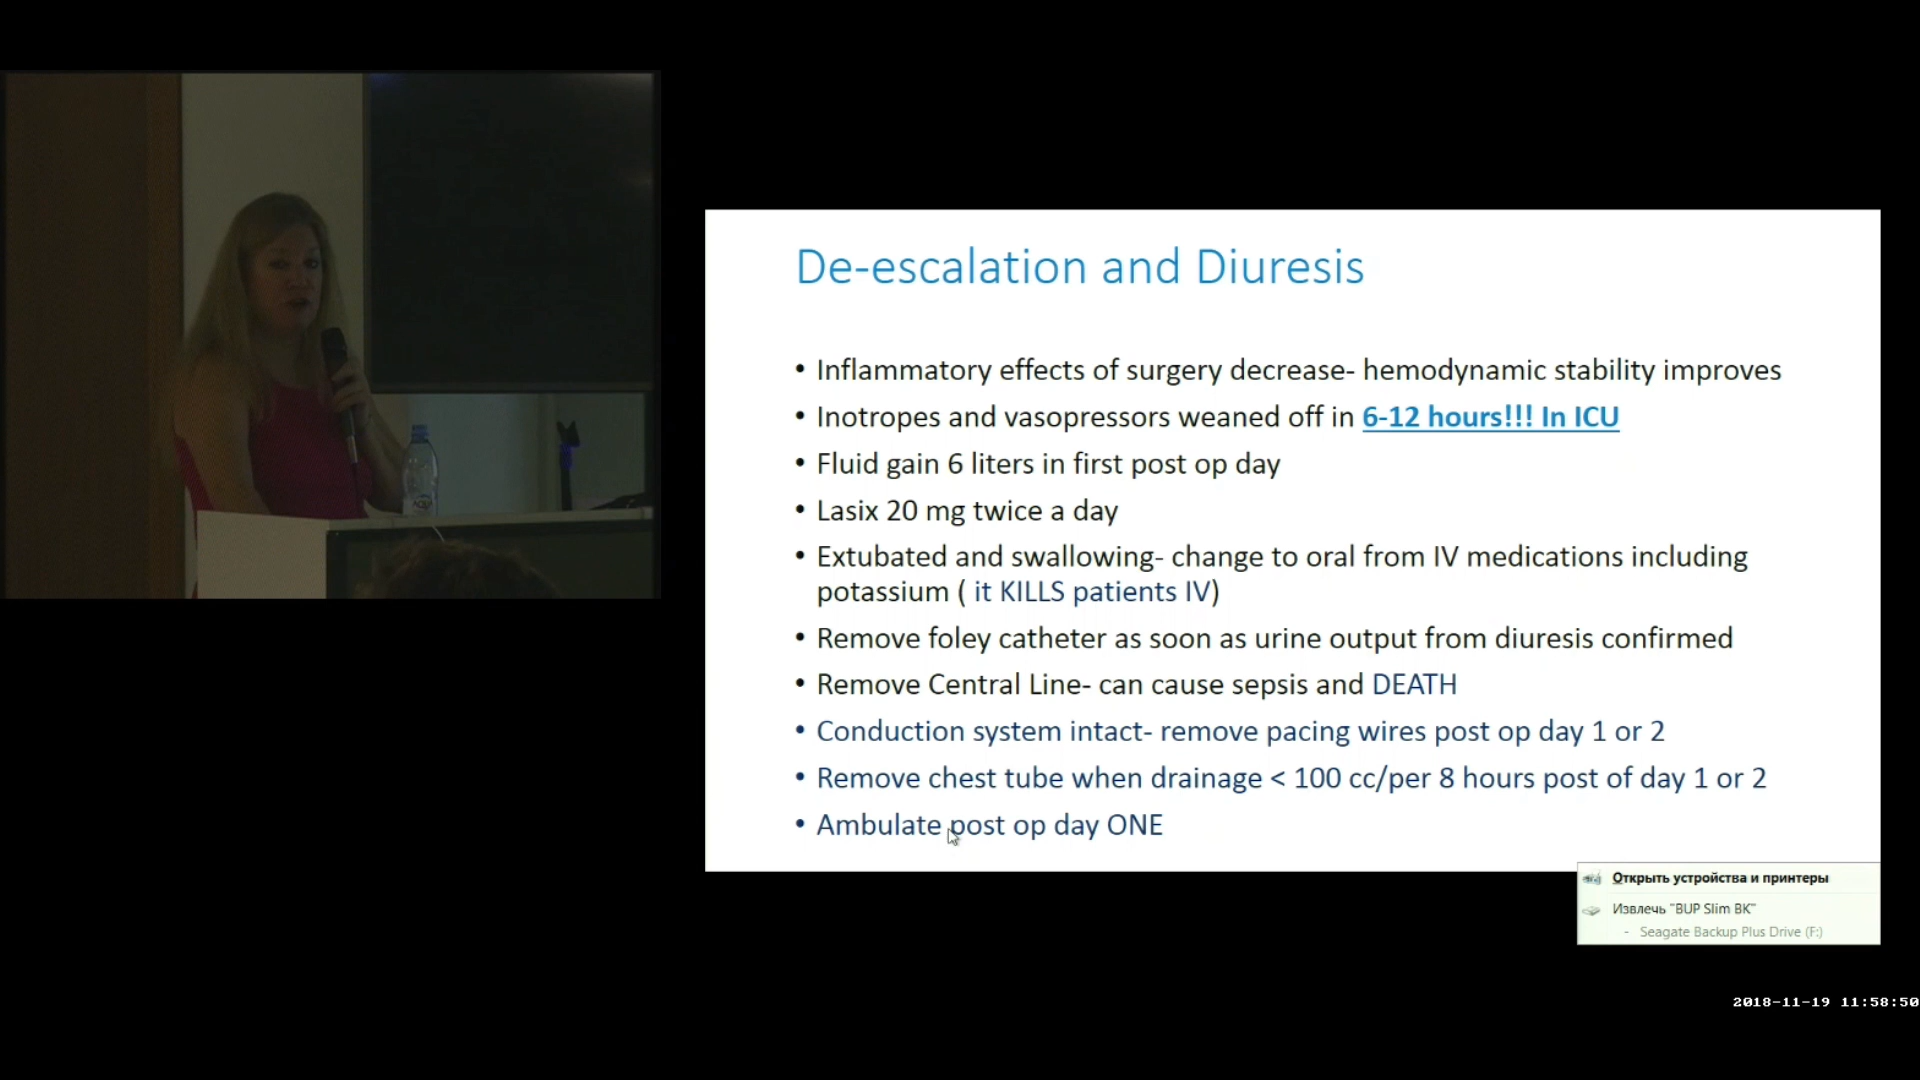 De-escalation and Diuresis
• Inflammatory effects of surgery decrease- hemodynamic stability improves
• Inotropes and vasopressors weaned off in 6-12 hours!!! In ICU
• Fluid gain 6 liters in first post op day
• Lasix 20 mg twice a day
• Extubated and swallowing- change to oral from IV medications including
potassium ( it KILLS patients IV)
• Remove foley catheter as soon as urine output from diuresis confirmed
• Remove Central Line- can cause sepsis and DEATH
• Conduction system intact- remove pacing wires post op day 1 or 2
• Remove chest tube when drainage < 100 cc/per 8 hours post of day 1 or 2
• Ambulate post op day ONE
Открыть устройства и принтеры
Извлечь "BUP Slim BK"
- Seagate Backup Plus Drive (F:)
2018-11-19 11:58:50